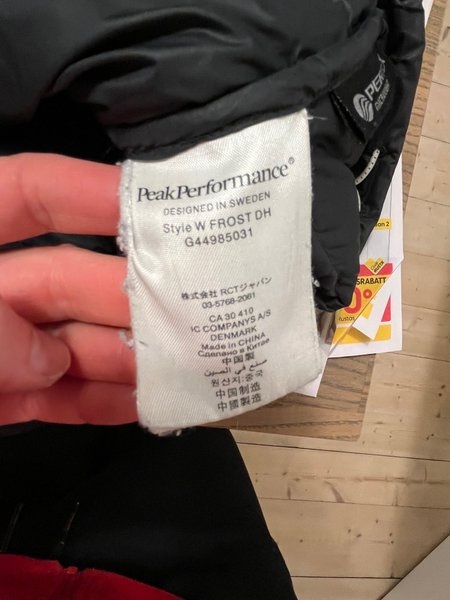 PeakPerformance®
DESIGNED IN SWEDEN
Style W FROST DH
G44985031
株式会社 RCTジャパン
03-5768-2061
CA 30 410
IC COMPANYS A/S
DENMARK
Made in China
Сделано в Китае
中国製
صنع في الصين
원산지: 중국
中国制造
中國製造
SRABATT